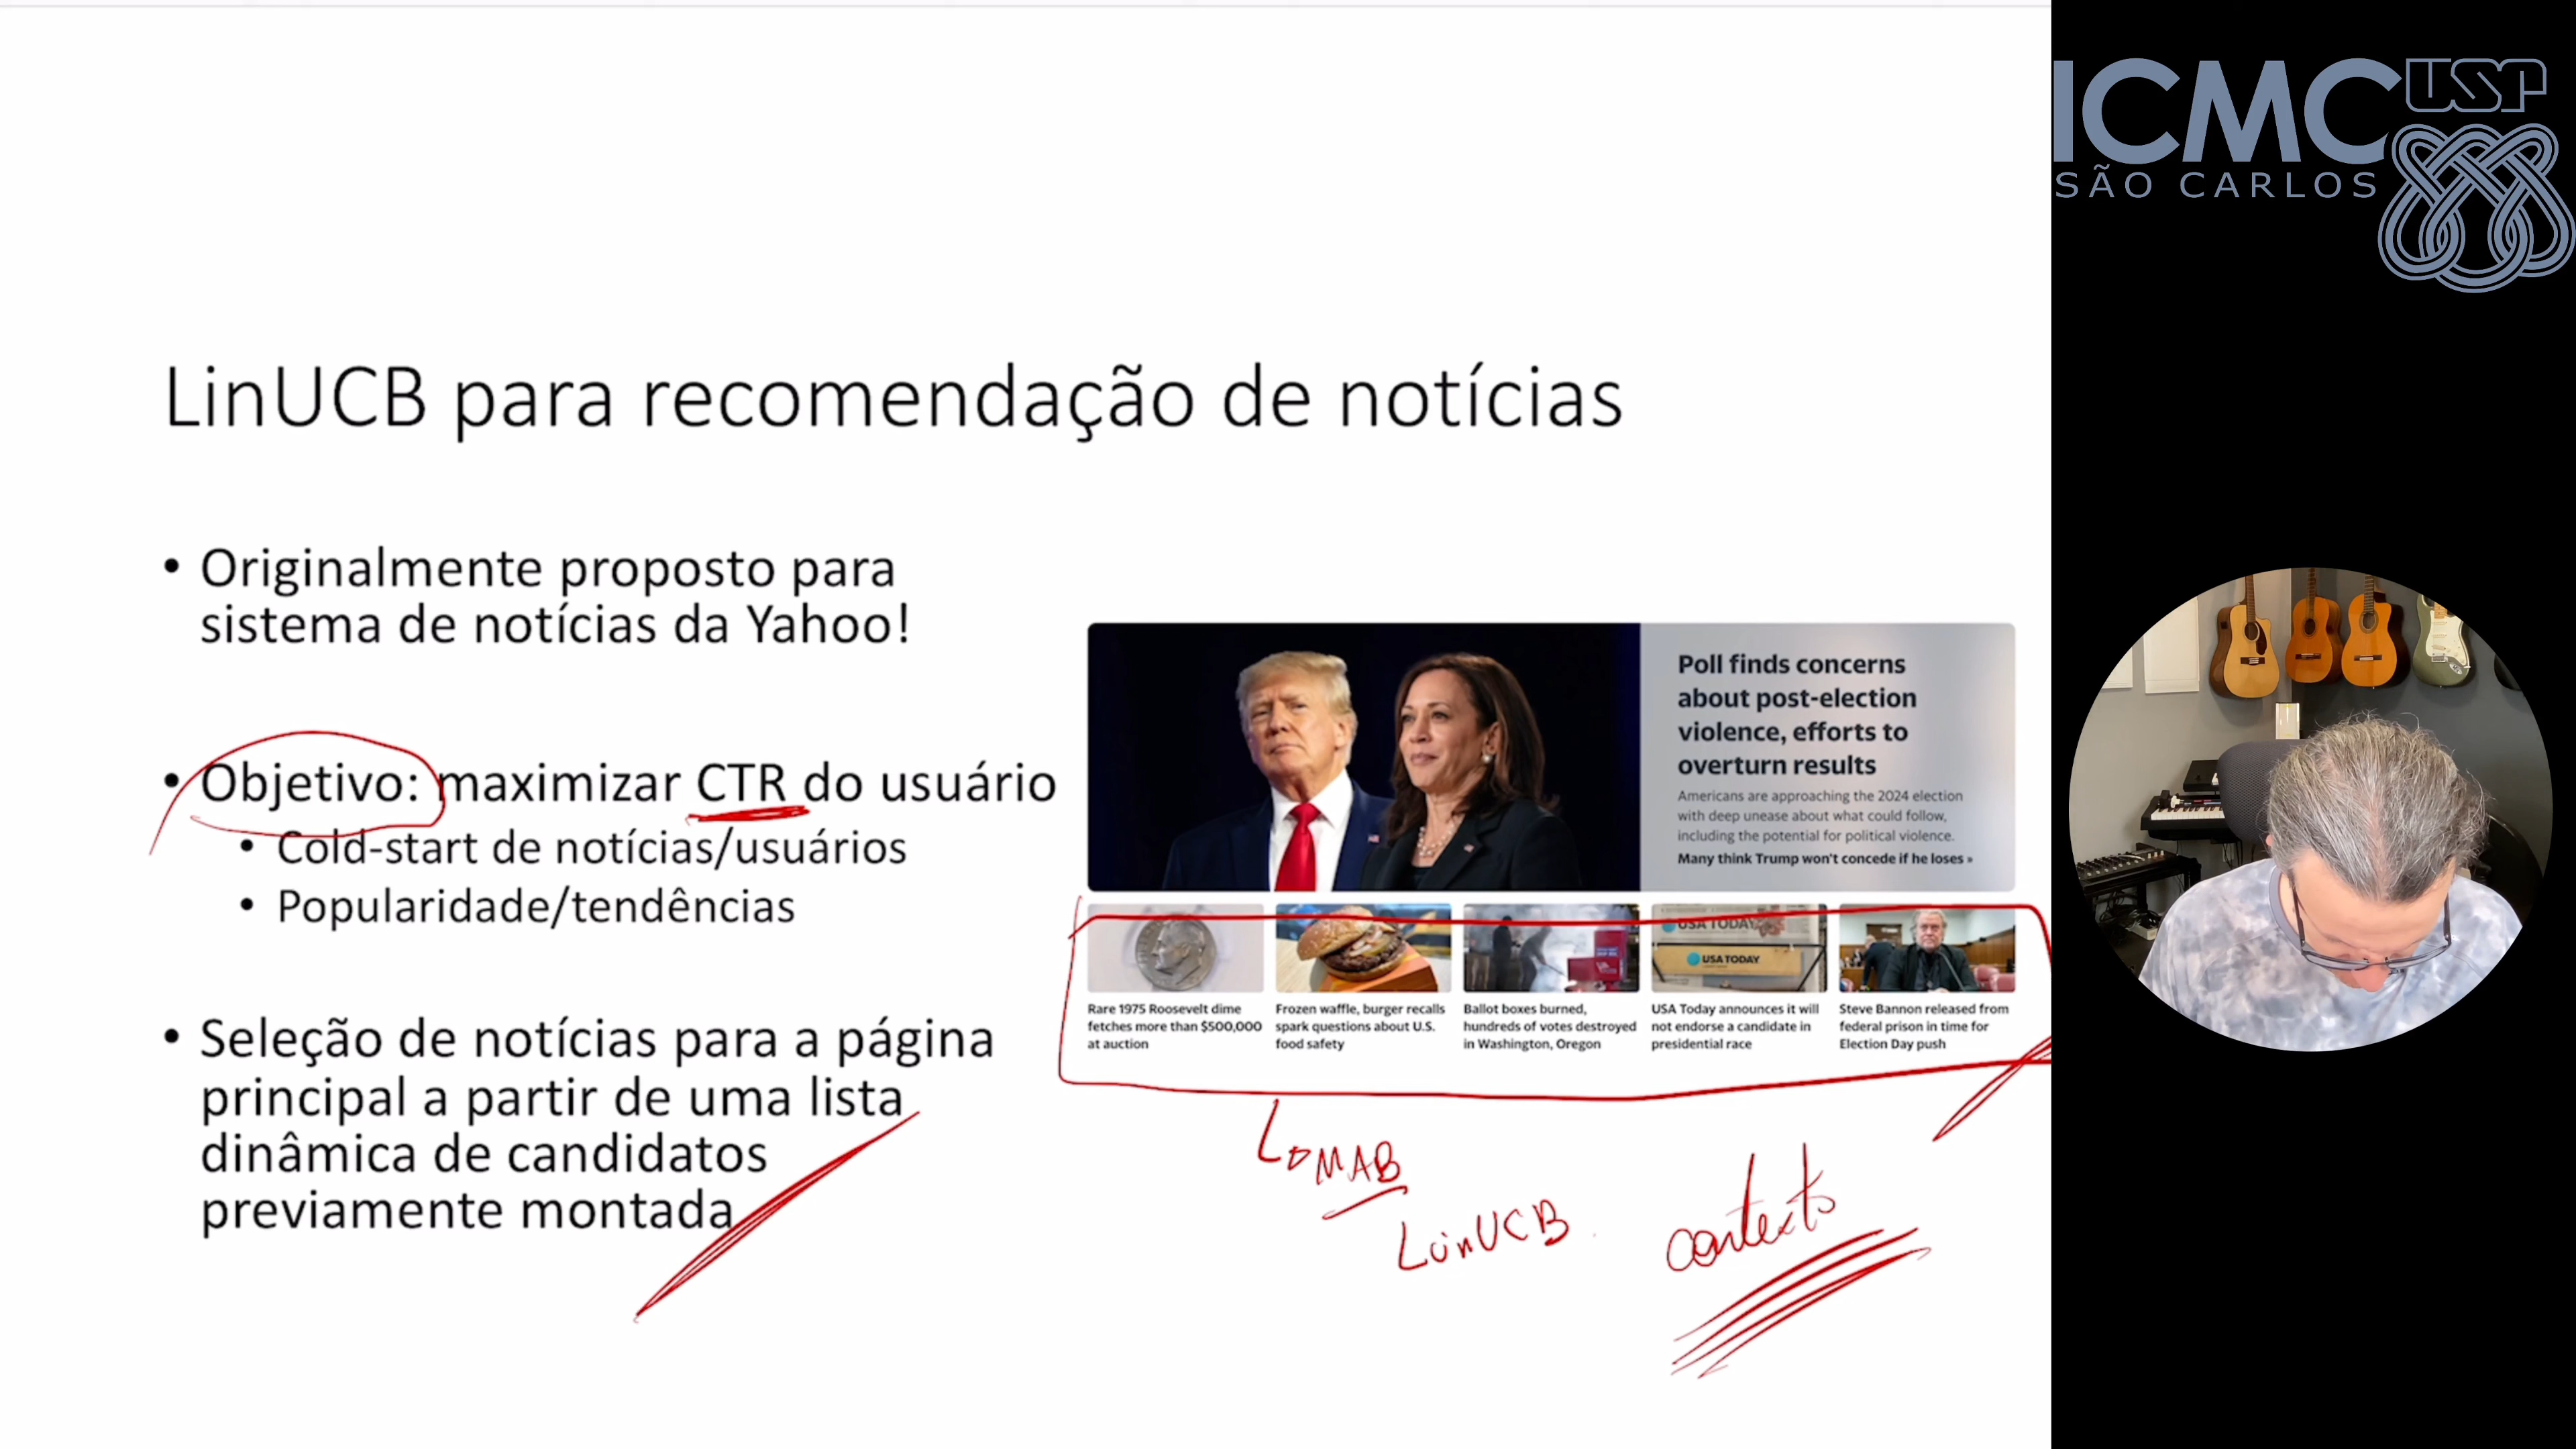 LinUCB para recomendação de notícias
• Originalmente proposto para
sistema de notícias da Yahoo!
• Objetivo: maximizar CTR do usuário
• Cold-start de notícias/usuários
• Popularidade/tendências
• Seleção de notícias para a página
principal a partir de uma lista
dinâmica de candidatos
previamente montada
Poll finds concerns
about post-election
violence, efforts to
overturn results
Americans are approaching the 2024 election
with deep unease about what could follow,
including the potential for political violence.
Many think Trump won't concede if he loses »
USA TODAY
USA TODAY
Rare 1975 Roosevelt dime
fetches more than $500,000
at auction
Frozen waffle, burger recalls
spark questions about U.S.
food safety
Ballot boxes burned,
hundreds of votes destroyed
in Washington, Oregon
USA Today announces it will
not endorse a candidate in
presidential race
Steve Bannon released from
federal prison in time for
Election Day push
MAB
LinUCB
contexto
ICMC USP
SÃO CARLOS